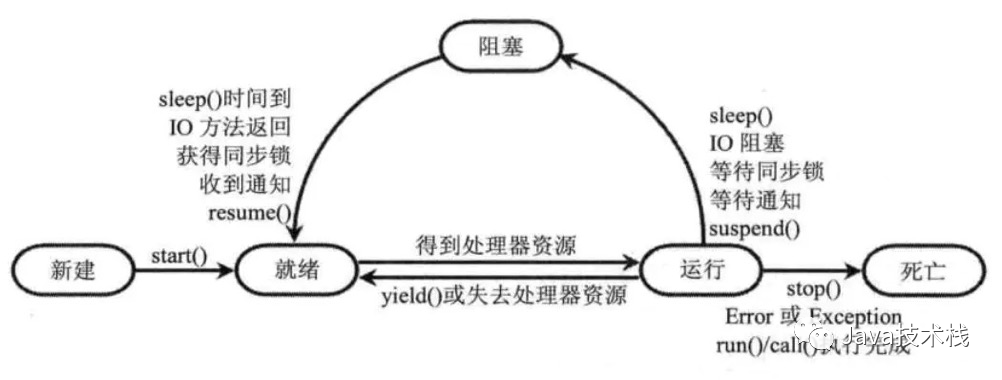 阻塞
sleep()时间到
IO 方法返回
获得同步锁
收到通知
resume()
sleep()
IO 阻塞
等待同步锁
等待通知
suspend()
新建
start()
就绪
得到处理器资源
yield()或失去处理器资源
运行
stop()
Error 或 Exception
run()/call()执行完成
死亡
Java技术栈